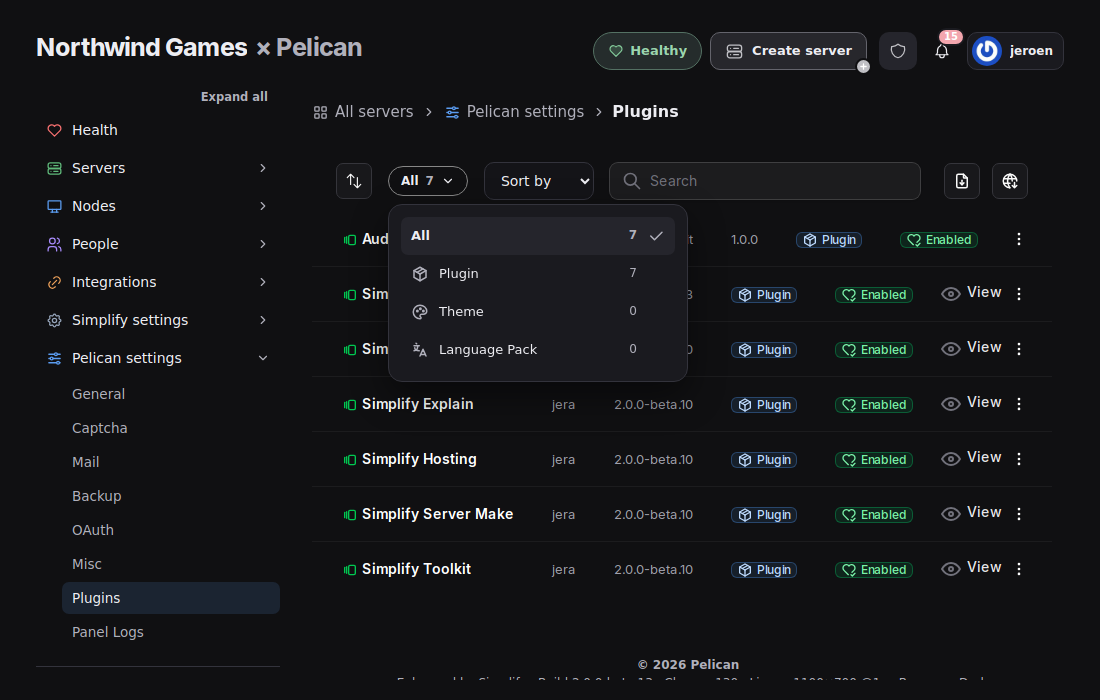 Northwind Games × Pelican
Healthy
Create server
15
jeroen
Expand all
Health
Servers
Nodes
People
Integrations
Simplify settings
Pelican settings
General
Captcha
Mail
Backup
OAuth
Misc
Plugins
Panel Logs
All servers > Pelican settings > Plugins
All 7
Sort by
Search
All 7
Plugin 7
Theme 0
Language Pack 0
1.0.0 Plugin Enabled
Plugin Enabled View
Plugin Enabled View
Simplify Explain jera 2.0.0-beta.10 Plugin Enabled View
Simplify Hosting jera 2.0.0-beta.10 Plugin Enabled View
Simplify Server Make jera 2.0.0-beta.10 Plugin Enabled View
Simplify Toolkit jera 2.0.0-beta.10 Plugin Enabled View
© 2026 Pelican